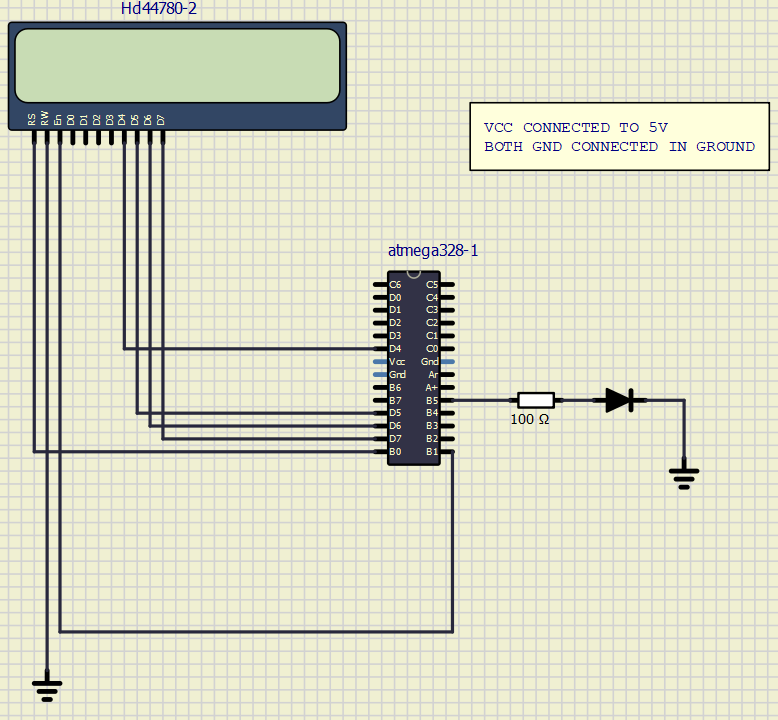 Hd44780-2
RS RW En D0 D1 D2 D3 D4 D5 D6 D7
VCC CONNECTED TO 5V
BOTH GND CONNECTED IN GROUND
atmega328-1
C6 C5
D0 C4
D1 C3
D2 C2
D3 C1
D4 C0
Vcc Gnd
Gnd Ar
B6 A+
B7 B5
D5 B4
D6 B3
D7 B2
B0 B1
100 Ω